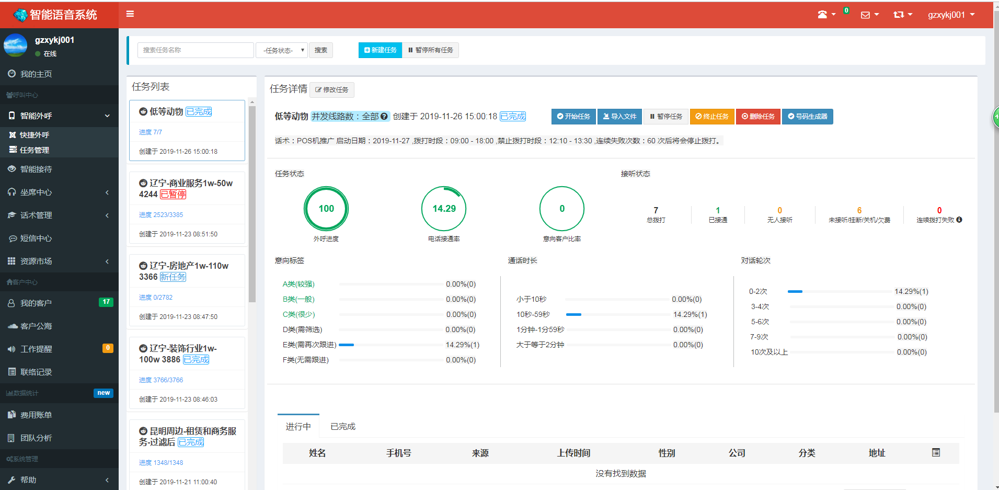 智能语音系统
0
gzxykj001
gzxykj001
在线
我的主页
呼叫中心
智能外呼
快捷外呼
任务管理
智能接待
坐席中心
话术管理
短信中心
资源市场
客户中心
我的客户 17
客户公海
工作提醒 0
联络记录
数据统计 new
费用账单
团队分析
系统管理
帮助
搜索任务名称 -任务状态- 搜索 新建任务 暂停所有任务
任务列表
低等动物 已完成
进度 7/7
创建于 2019-11-26 15:00:18
辽宁-商业服务1w-50w
4244 已暂停
进度 2523/3385
创建于 2019-11-23 08:51:50
辽宁-房地产1w-110w
3366 新任务
进度 0/2782
创建于 2019-11-23 08:47:50
辽宁-装饰行业1w-
100w 3886 已完成
进度 3766/3766
创建于 2019-11-23 08:46:03
昆明周边-租赁和商务服
务-过滤后 已完成
进度 1348/1348
创建于 2019-11-21 11:00:40
任务详情 修改任务
低等动物 并发线路数：全部 创建于 2019-11-26 15:00:18 已完成 开始任务 导入文件 暂停任务 终止任务 删除任务 号码生成器
话术：POS机推广 启动日期：2019-11-27 ,拨打时段：09:00 - 18:00 ,禁止拨打时段：12:10 - 13:30 ,连续失败次数：60 次后将会停止拨打。
任务状态
100
外呼进度
14.29
电话接通率
0
意向客户比率
接听状态
7
总拨打
1
已接通
0
无人接听
6
未接听/挂断/关机/欠费
0
连续拨打失败
意向标签
A类(较强) 0.00%(0)
B类(一般) 0.00%(0)
C类(很少) 0.00%(0)
D类(需筛选) 0.00%(0)
E类(需再次跟进) 14.29%(1)
F类(无需跟进) 0.00%(0)
通话时长
小于10秒 0.00%(0)
10秒-59秒 14.29%(1)
1分钟-1分59秒 0.00%(0)
大于等于2分钟 0.00%(0)
对话轮次
0-2次 14.29%(1)
3-4次 0.00%(0)
5-6次 0.00%(0)
7-9次 0.00%(0)
10次及以上 0.00%(0)
进行中 已完成
姓名 手机号 来源 上传时间 性别 公司 分类 地址
没有找到数据